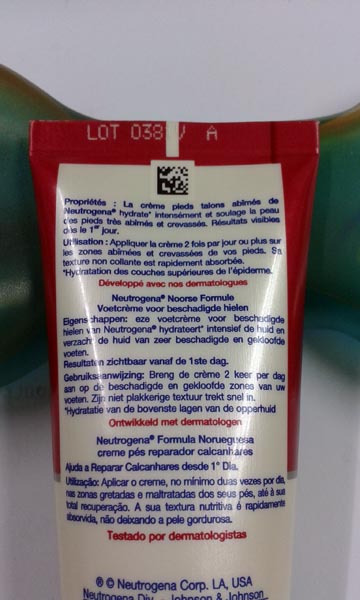 LOT 038 V A
Propriétés : La crème pieds talons abîmés de
Neutrogena® hydrate* intensément et soulage la peau
des pieds très abîmés et crevassés. Résultats visibles
dès le 1er jour.
Utilisation : Appliquer la crème 2 fois par jour ou plus sur
les zones abîmées et crevassées de vos pieds. Sa
texture non collante est rapidement absorbée.
*Hydratation des couches supérieures de l'épiderme.
Développé avec nos dermatologues
Neutrogena® Noorse Formule
Voetcrème voor beschadigde hielen
Eigenschappen: eze voetcrème voor beschadigde
hielen van Neutrogena® hydrateert* intensief de huid en
verzacht de huid van zeer beschadigde en gekloofde
voeten.
Resultaten zichtbaar vanaf de 1ste dag.
Gebruiksaanwijzing: Breng de crème 2 keer per dag
aan op de beschadigde en gekloofde zones van uw
voeten. Zijn niet plakkerige textuur trekt snel in.
*Hydratatie van de bovenste lagen van de opperhuid
Ontwikkeld met dermatologen
Neutrogena® Formula Norueguesa
creme pés reparador calcanhares
Ajuda a Reparar Calcanhares desde 1° Dia.
Utilização: Aplicar o creme, no mínimo duas vezes por dia,
nas zonas gretadas e maltratadas dos seus pés, até à sua
total recuperação. A sua textura nutritiva é rapidamente
absorvida, não deixando a pele gordurosa.
Testado por dermatologistas
® © Neutrogena Corp. LA, USA
Neutrogena Div. - Johnson & Johnson